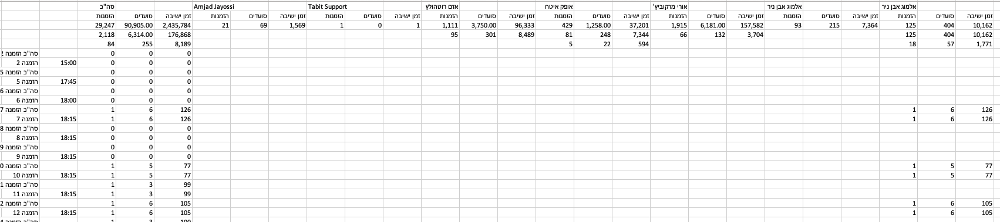 סה"כ Amjad Jayossi Tabit Support אדם רוטהולץ אופק איטח אורי מרקוביץ' אלמוג אבן ניר אלמוג אבן ניר
הזמנות סועדים זמן ישיבה הזמנות סועדים זמן ישיבה הזמנות סועדים זמן ישיבה הזמנות סועדים זמן ישיבה הזמנות סועדים זמן ישיבה הזמנות סועדים זמן ישיבה הזמנות סועדים זמן ישיבה הזמנות סועדים זמן ישיבה
29,247 90,905.00 2,435,784 21 69 1,569 1 0 1 1,111 3,750.00 96,333 429 1,258.00 37,201 1,915 6,181.00 157,582 93 215 7,364 125 404 10,162
2,118 6,314.00 176,868 95 301 8,489 81 248 7,344 66 132 3,704 125 404 10,162
84 255 8,189 5 22 594 18 57 1,771
סה"כ הזמנה 0 0 0
הזמנה 2 15:00 0 0 0
סה"כ הזמנה 5 0 0 0
הזמנה 5 17:45 0 0 0
סה"כ הזמנה 6 0 0 0
הזמנה 6 18:00 0 0 0
סה"כ הזמנה 7 1 6 126 1 6 126
הזמנה 7 18:15 1 6 126 1 6 126
סה"כ הזמנה 8 0 0 0
הזמנה 8 18:15 0 0 0
סה"כ הזמנה 9 0 0 0
הזמנה 9 18:15 0 0 0
סה"כ הזמנה 0 1 5 77 1 5 77
הזמנה 10 18:15 1 5 77 1 5 77
סה"כ הזמנה 1 1 3 99
הזמנה 11 18:15 1 3 99
סה"כ הזמנה 2 1 6 105 1 6 105
הזמנה 12 18:15 1 6 105 1 6 105